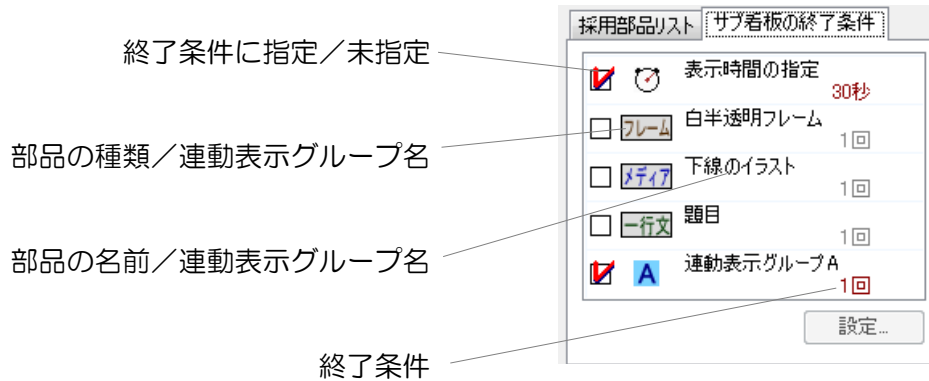 採用部品リスト サブ看板の終了条件
終了条件に指定／未指定
表示時間の指定
30秒
部品の種類／連動表示グループ名
フレーム 白半透明フレーム
1回
メディア 下線のイラスト
1回
一行文 題目
1回
部品の名前／連動表示グループ名
A 連動表示グループA
1回
設定...
終了条件